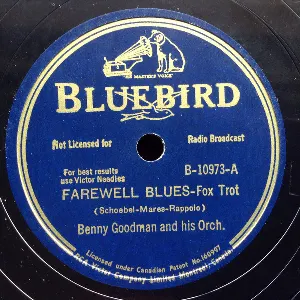 "HIS MASTER'S VOICE"
BLUEBIRD
Not Licensed for
Radio Broadcast
For best results
use Victor Needles
B-10973-A
FAREWELL BLUES-Fox Trot
(Schoebel-Mares-Rappolo)
Benny Goodman and his Orch.
Licensed under Canadian Patent No. 166997
RCA Victor Company Limited Montreal, Canada